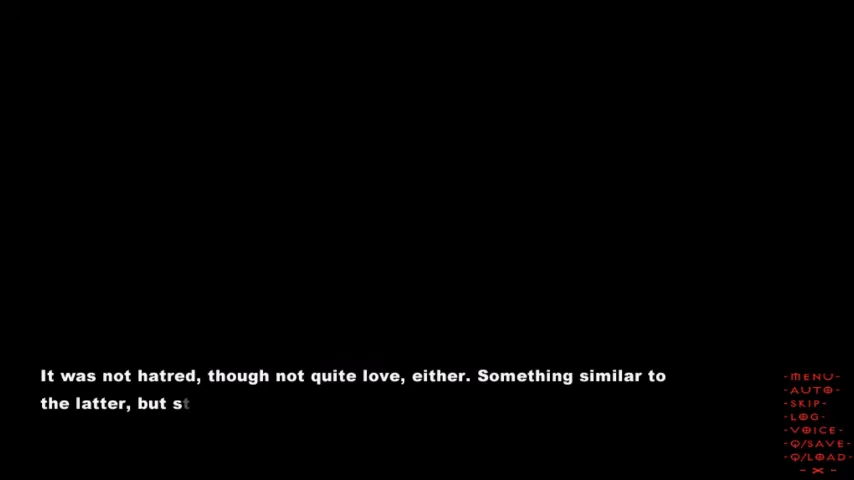 It was not hatred, though not quite love, either. Something similar to
the latter, but st
-MENU-
-AUTO-
-SKIP-
-LOG-
-VOICE-
-Q/SAVE-
-Q/LOAD-